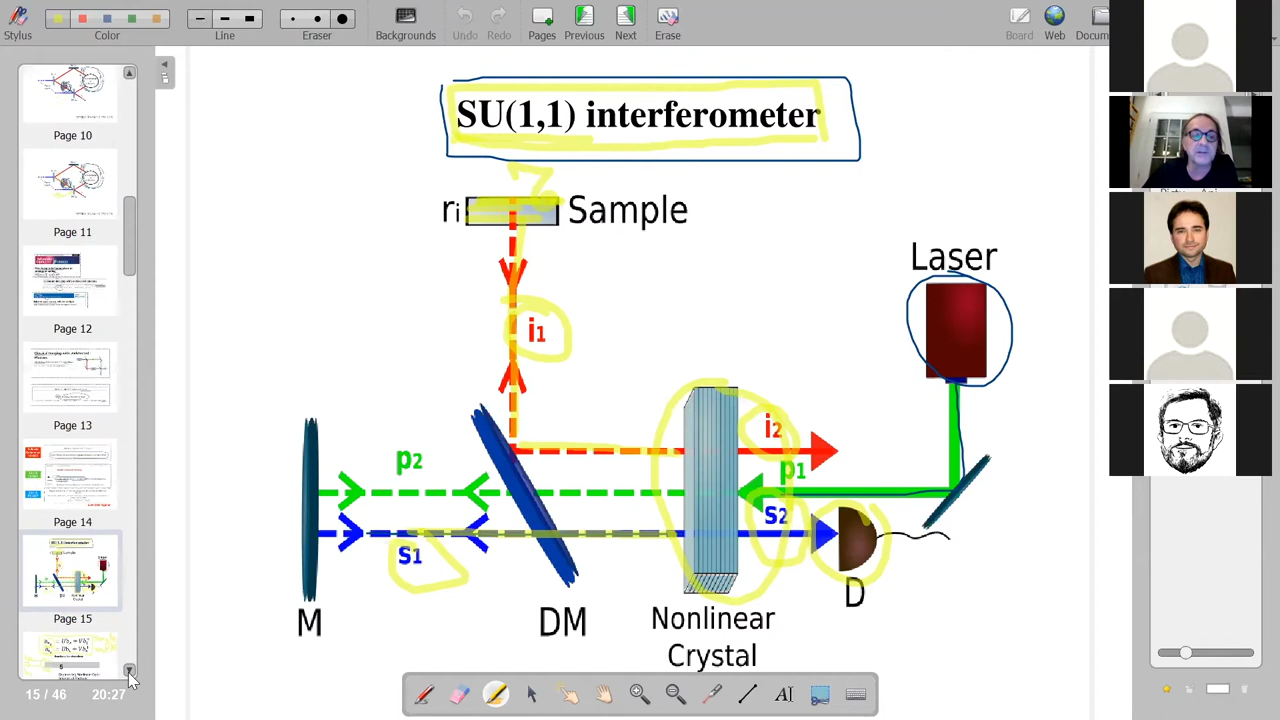 Stylus
Color
Line
Eraser
Backgrounds
Undo
Redo
Pages
Previous
Next
Erase
Board
Web
Docum
Page 10
Page 11
Page 12
Page 13
Page 14
Page 15
15 / 46
20:27
SU(1,1) interferometer
ri
Sample
Laser
i1
i2
p2
p1
s2
s1
M
DM
Nonlinear
Crystal
D